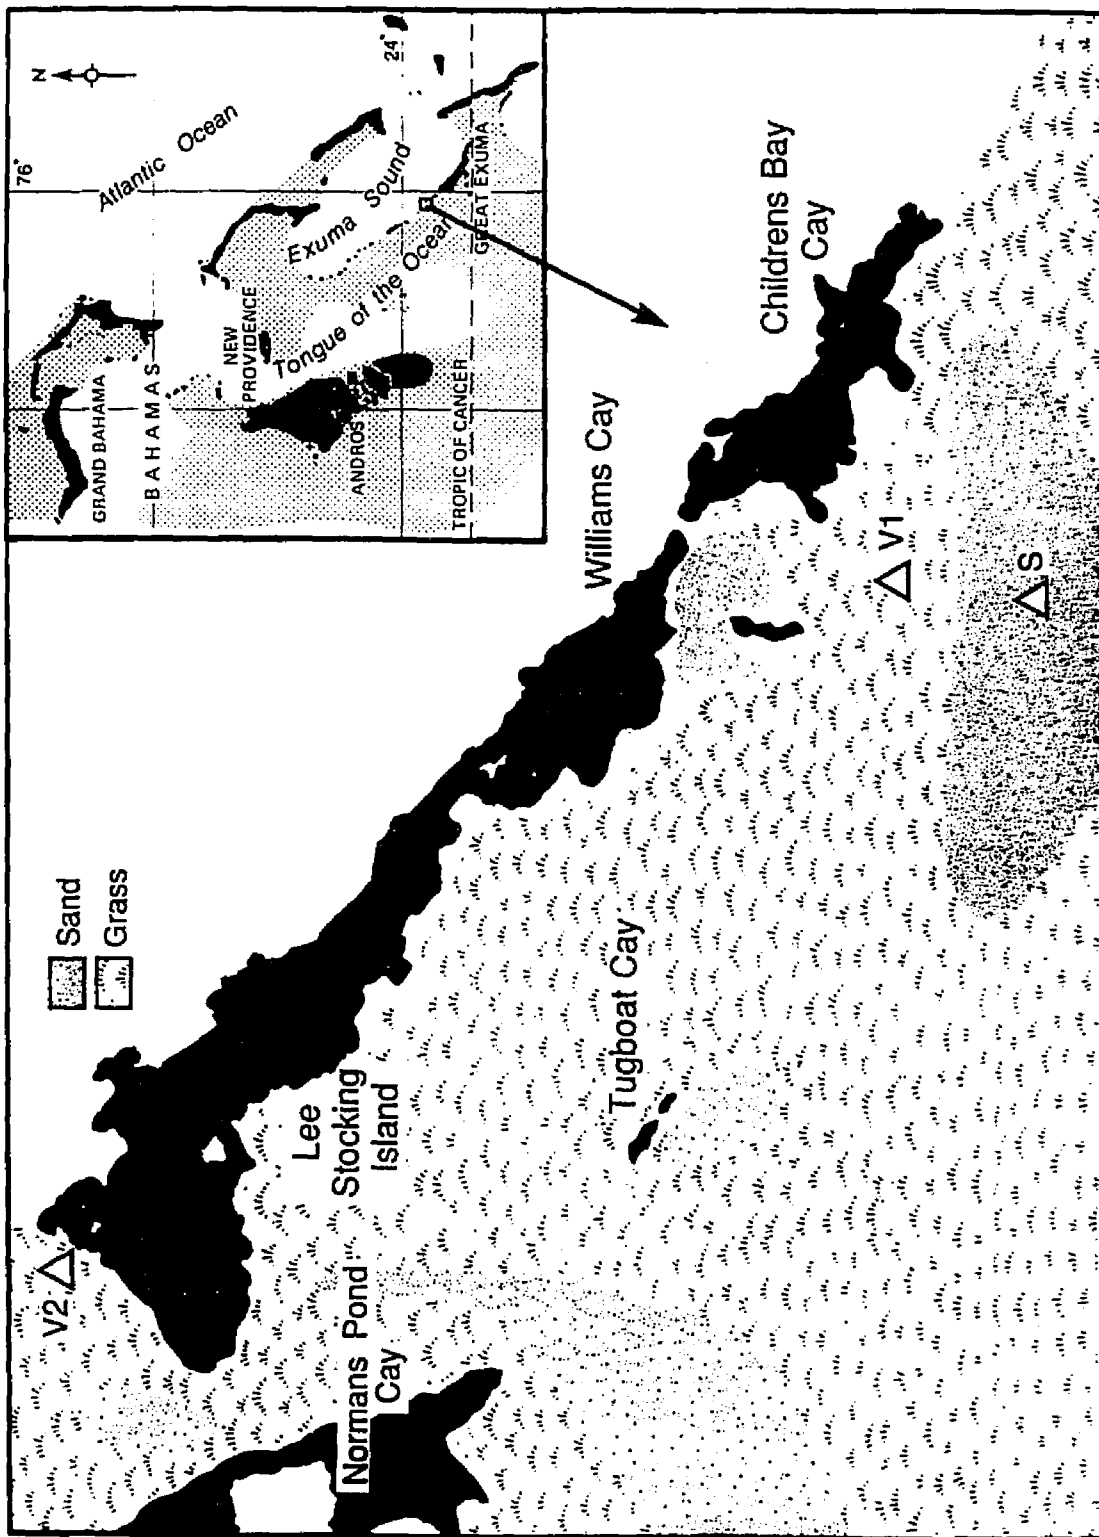 V2
Normans Pond
Cay
Lee
Stocking
Island
Sand
Grass
Tugboat Cay
Williams Cay
Childrens Bay
Cay
V1
S
N
76°
24°
Atlantic Ocean
GRAND BAHAMA
BAHAMAS
NEW
PROVIDENCE
Exuma Sound
Tongue of the Ocean
ANDROS
GREAT EXUMA
TROPIC OF CANCER